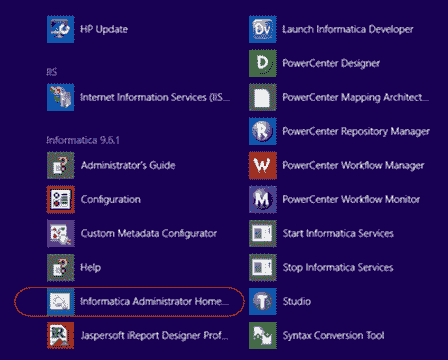 HP Update
IIS
Internet Information Services (IIS...
Informatica 9.6.1
Administrator's Guide
Configuration
Custom Metadata Configurator
Help
Informatica Administrator Home...
Jaspersoft iReport Designer Prof...
Launch Informatica Developer
PowerCenter Designer
PowerCenter Mapping Architect...
PowerCenter Repository Manager
PowerCenter Workflow Manager
PowerCenter Workflow Monitor
Start Informatica Services
Stop Informatica Services
Studio
Syntax Conversion Tool